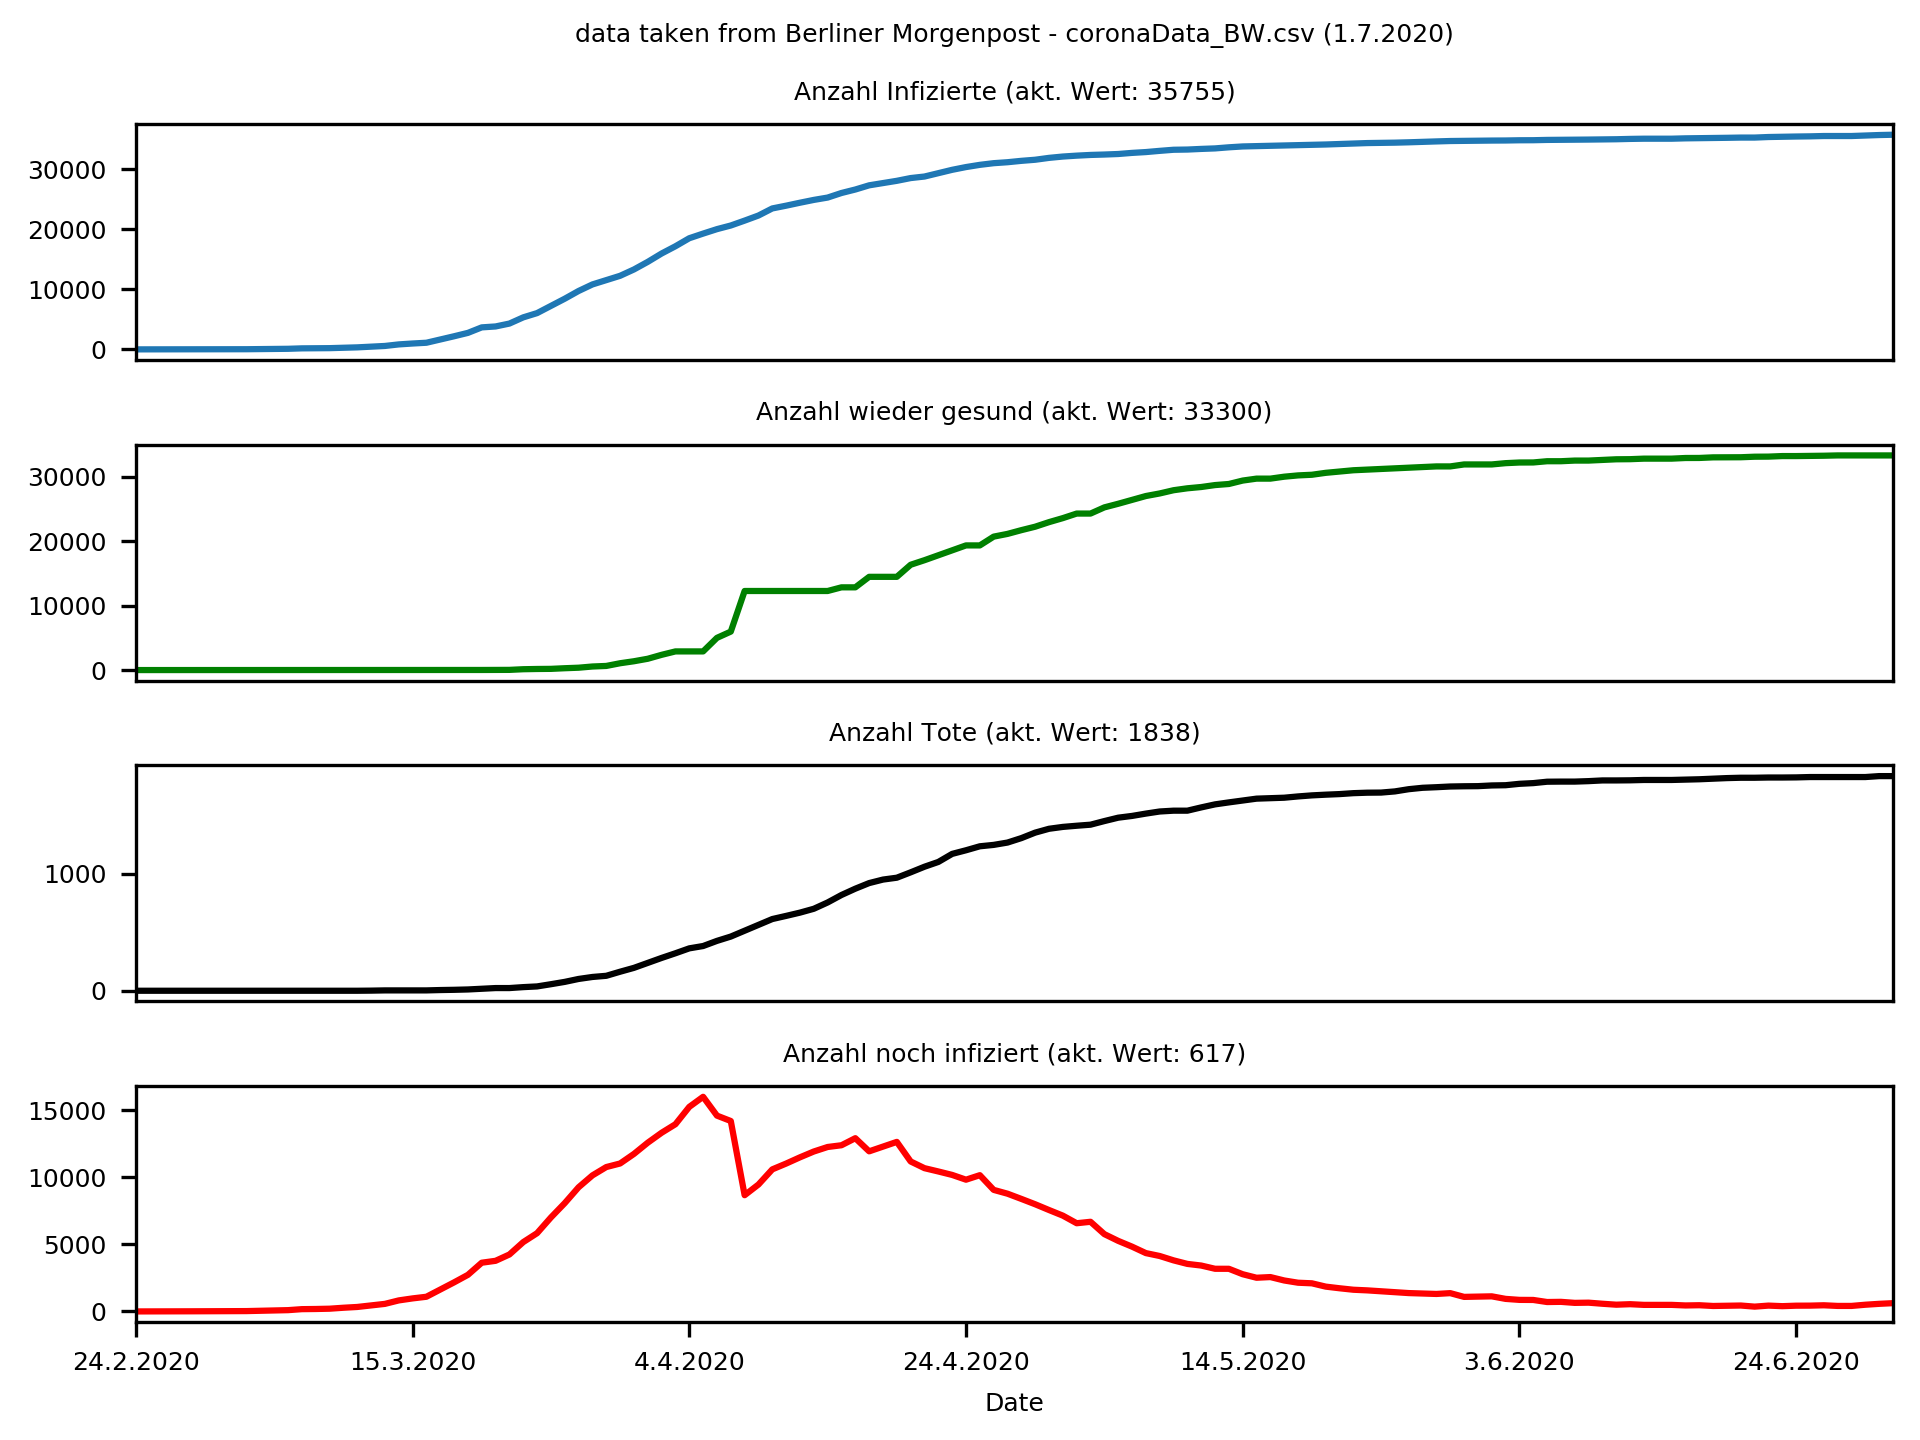 data taken from Berliner Morgenpost - coronaData_BW.csv (1.7.2020)
Anzahl Infizierte (akt. Wert: 35755)
30000
20000
10000
0
Anzahl wieder gesund (akt. Wert: 33300)
30000
20000
10000
0
Anzahl Tote (akt. Wert: 1838)
1000
0
Anzahl noch infiziert (akt. Wert: 617)
15000
10000
5000
0
24.2.2020 15.3.2020 4.4.2020 24.4.2020 14.5.2020 3.6.2020 24.6.2020
Date